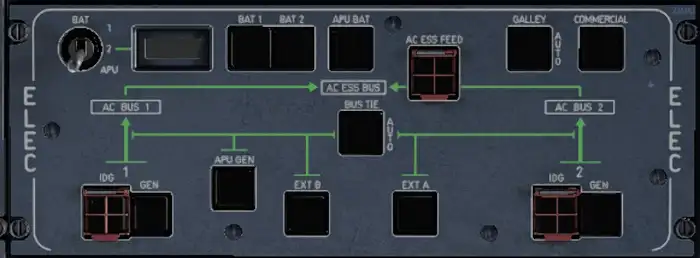 BAT
1
2
APU
BAT 1
BAT 2
APU BAT
AC ESS FEED
GALLEY
AUTO
COMMERCIAL
ELEC
AC ESS BUS
AC BUS 1
BUS TIE
AUTO
AC BUS 2
ELEC
1
APU GEN
2
IDG
GEN
EXT B
EXT A
IDG
GEN